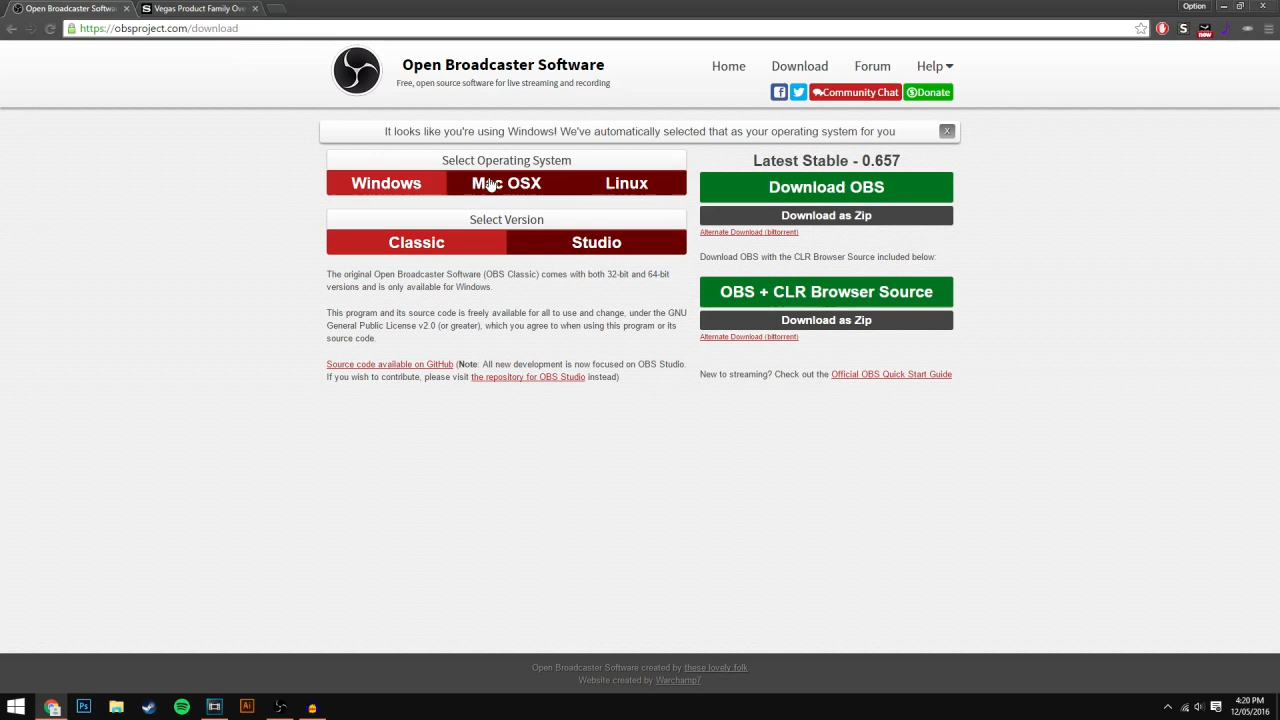 Open Broadcaster Softwa
Vegas Product Family Ove
Option
https://obsproject.com/download
new
Open Broadcaster Software
Free, open source software for live streaming and recording
Home
Download
Forum
Help
Community Chat
Donate
It looks like you're using Windows! We've automatically selected that as your operating system for you
X
Select Operating System
Windows
Mac OSX
Linux
Select Version
Classic
Studio
The original Open Broadcaster Software (OBS Classic) comes with both 32-bit and 64-bit
versions and is only available for Windows.
This program and its source code is freely available for all to use and change, under the GNU
General Public License v2.0 (or greater), which you agree to when using this program or its
source code.
Source code available on GitHub (Note: All new development is now focused on OBS Studio.
If you wish to contribute, please visit the repository for OBS Studio instead)
Latest Stable - 0.657
Download OBS
Download as Zip
Alternate Download (bittorrent)
Download OBS with the CLR Browser Source included below:
OBS + CLR Browser Source
Download as Zip
Alternate Download (bittorrent)
New to streaming? Check out the Official OBS Quick Start Guide
Open Broadcaster Software created by these lovely folk
Website created by Warchamp7
Ps
Ai
4:20 PM
12/05/2016